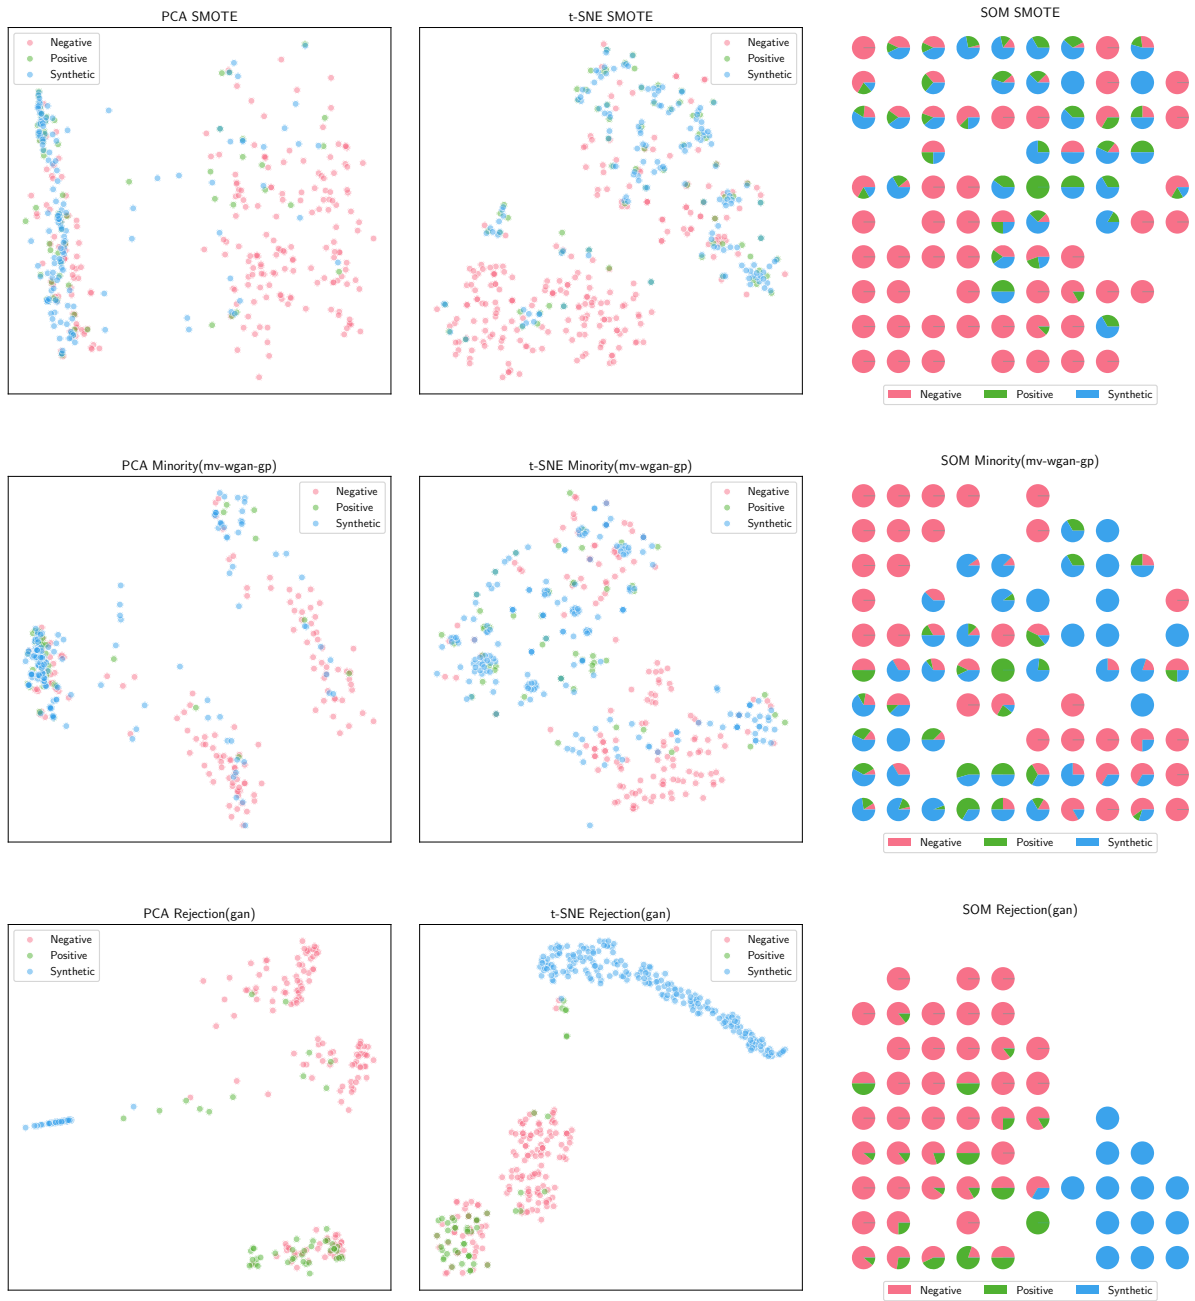 PCA SMOTE
Negative
Positive
Synthetic
t-SNE SMOTE
Negative
Positive
Synthetic
SOM SMOTE
Negative Positive Synthetic
PCA Minority(mv-wgan-gp)
Negative
Positive
Synthetic
t-SNE Minority(mv-wgan-gp)
Negative
Positive
Synthetic
SOM Minority(mv-wgan-gp)
Negative Positive Synthetic
PCA Rejection(gan)
Negative
Positive
Synthetic
t-SNE Rejection(gan)
Negative
Positive
Synthetic
SOM Rejection(gan)
Negative Positive Synthetic